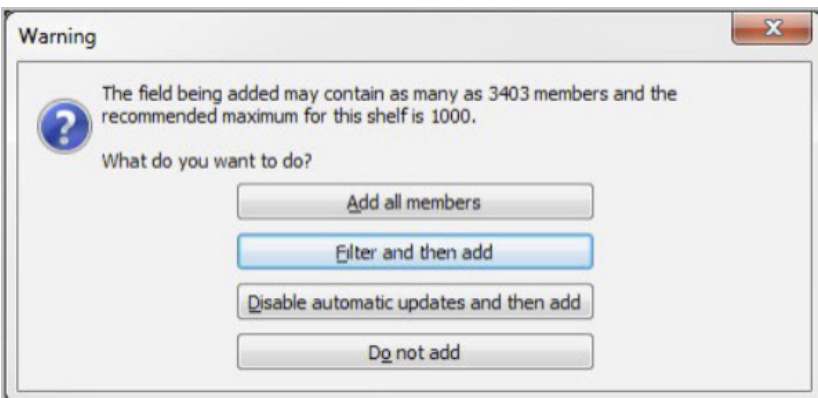 Warning
The field being added may contain as many as 3403 members and the
recommended maximum for this shelf is 1000.
What do you want to do?
Add all members
Filter and then add
Disable automatic updates and then add
Do not add